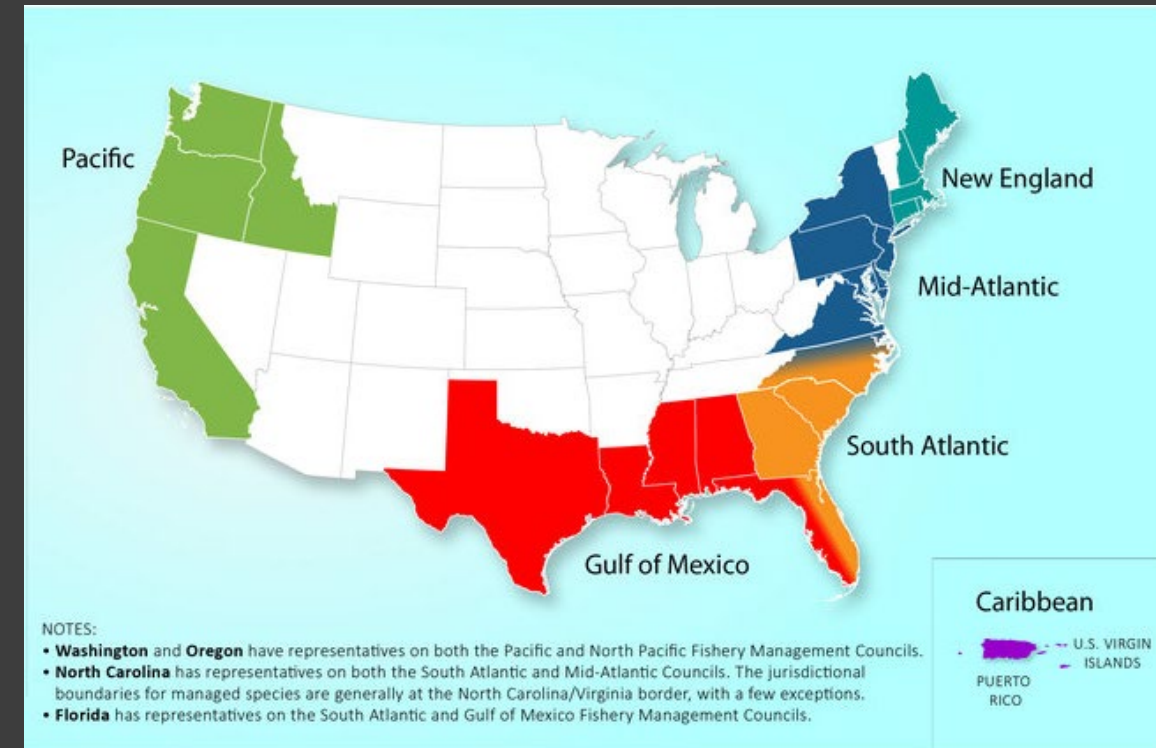 Pacific
New England
Mid-Atlantic
South Atlantic
Gulf of Mexico
Caribbean
U.S. VIRGIN
ISLANDS
PUERTO
RICO
NOTES:
• Washington and Oregon have representatives on both the Pacific and North Pacific Fishery Management Councils.
• North Carolina has representatives on both the South Atlantic and Mid-Atlantic Councils. The jurisdictional
boundaries for managed species are generally at the North Carolina/Virginia border, with a few exceptions.
• Florida has representatives on the South Atlantic and Gulf of Mexico Fishery Management Councils.